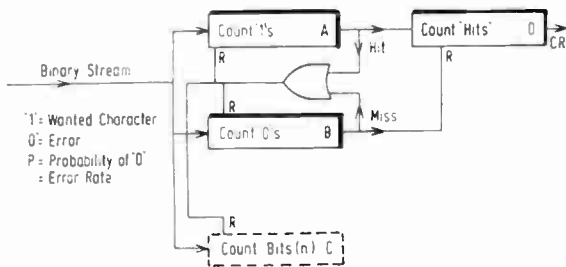 Count '1's A
Hit
Count 'Hits' D
CR
R
R
Binary Stream
R
'1' = Wanted Character
'0' = Error
P = Probability of '0'
= Error Rate
Count '0's B
Miss
R
Count Bits(n) C